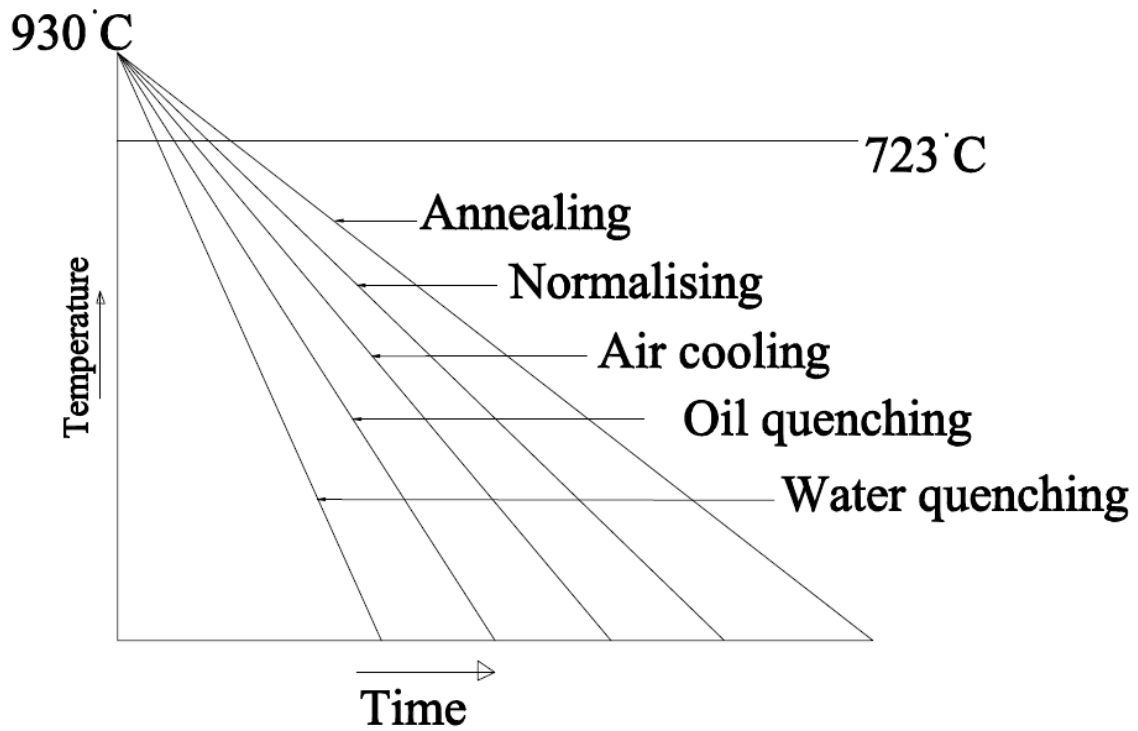 930°C
723°C
Annealing
Normalising
Air cooling
Oil quenching
Water quenching
Temperature
Time